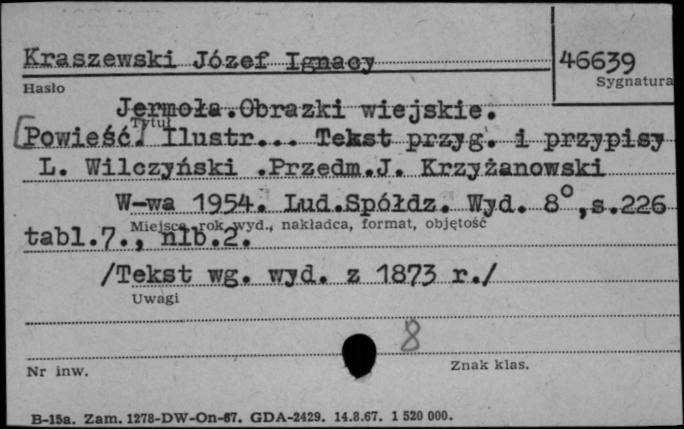 Kraszewski Józef Ignacy
46639
Hasło
Sygnatura
Jermoła.Obrazki wiejskie.
Tytuł
[Powieść] Ilustr... Tekst przyg. i przypisy
L. Wilczyński .Przedm.J. Krzyżanowski
W-wa 1954. Lud.Spółdz. Wyd. 8°,s.226
Miejsce, rok wyd., nakładca, format, objętość
tabl.7., nlb.2.
/Tekst wg. wyd. z 1873 r./
Uwagi
8
Nr inw.
Znak klas.
B-15a. Zam. 1278-DW-On-67. GDA-2429. 14.8.67. 1 520 000.